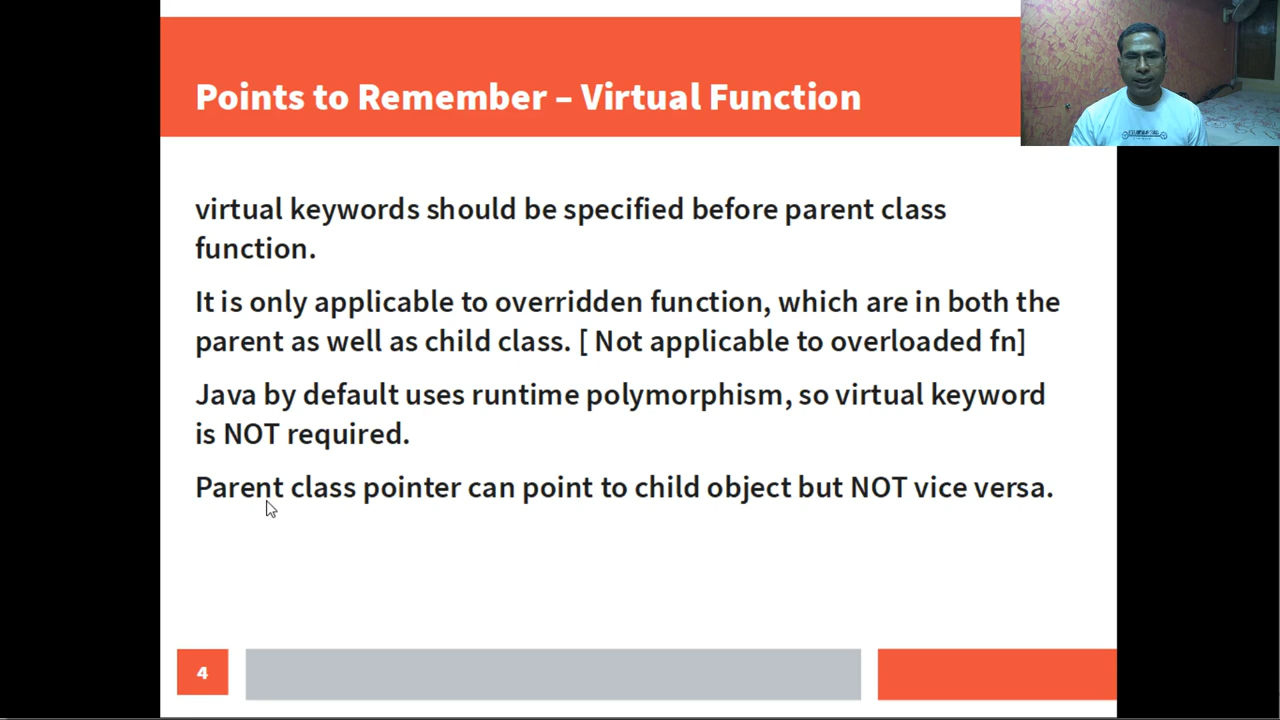 Points to Remember – Virtual Function
virtual keywords should be specified before parent class
function.
It is only applicable to overridden function, which are in both the
parent as well as child class. [ Not applicable to overloaded fn]
Java by default uses runtime polymorphism, so virtual keyword
is NOT required.
Parent class pointer can point to child object but NOT vice versa.
4